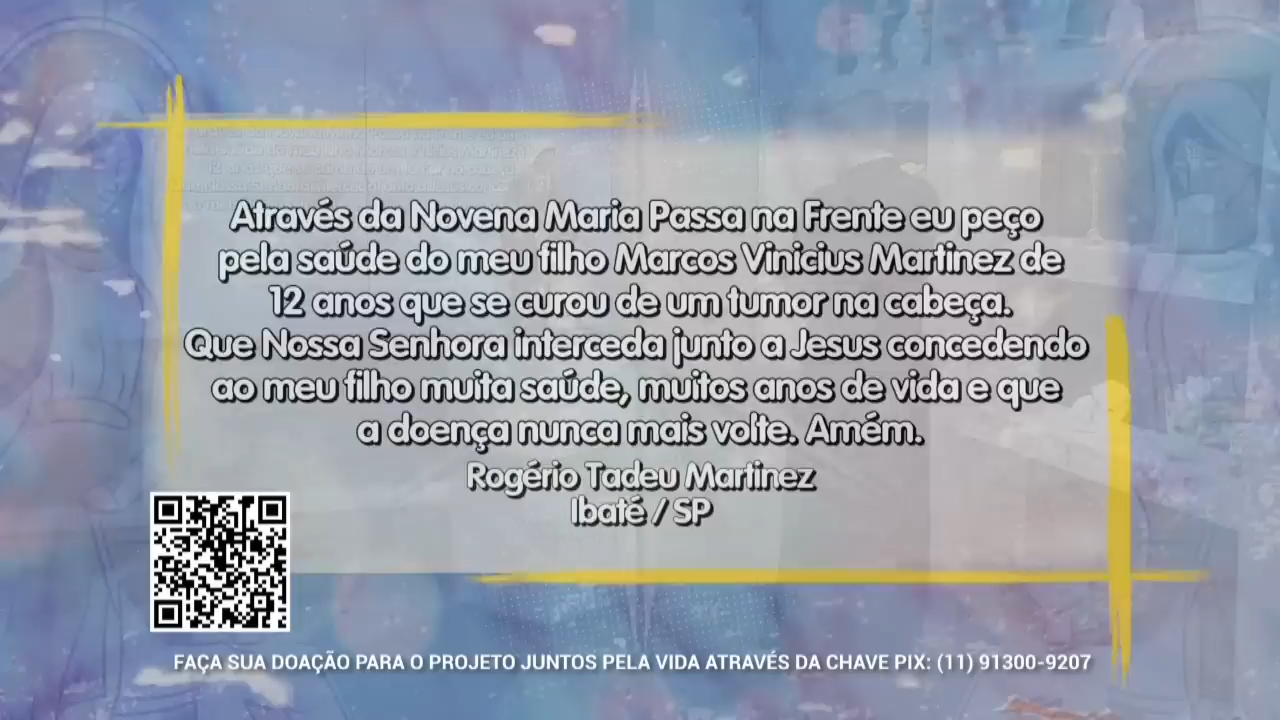 Através da Novena Maria Passa na Frente eu peço
pela saúde do meu filho Marcos Vinicius Martinez de
12 anos que se curou de um tumor na cabeça.
Que Nossa Senhora interceda junto a Jesus concedendo
ao meu filho muita saúde, muitos anos de vida e que
a doença nunca mais volte. Amém.
Rogério Tadeu Martinez
Ibaté / SP
FAÇA SUA DOAÇÃO PARA O PROJETO JUNTOS PELA VIDA ATRAVÉS DA CHAVE PIX: (11) 91300-9207